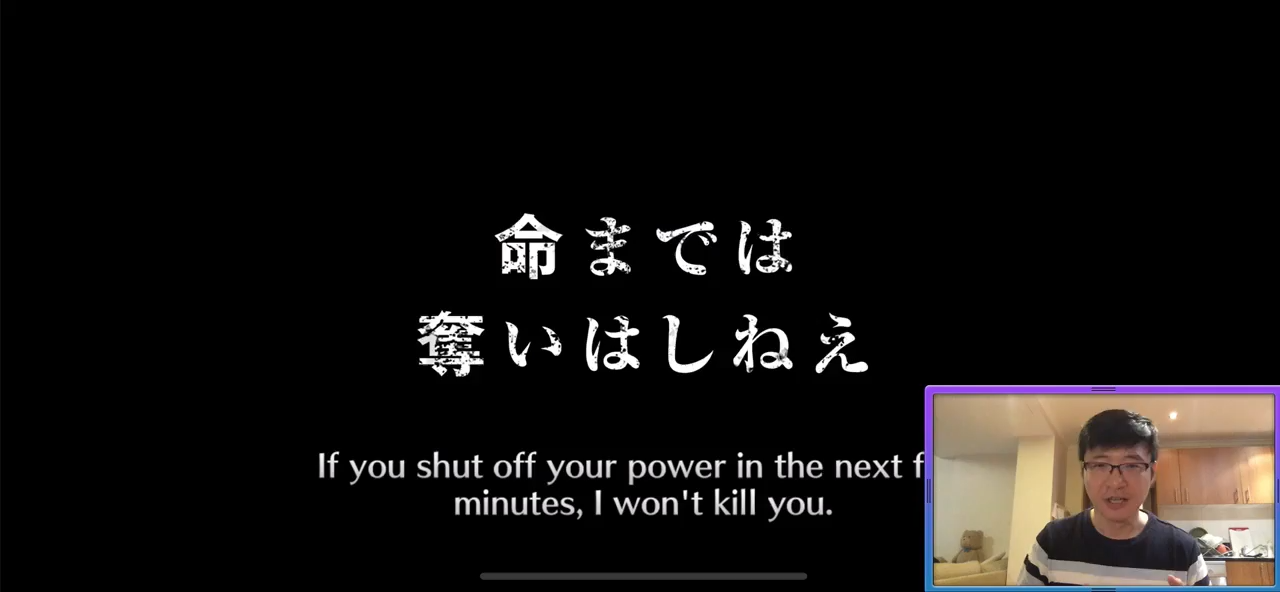 命までは
奪いはしねえ
If you shut off your power in the next
minutes, I won't kill you.